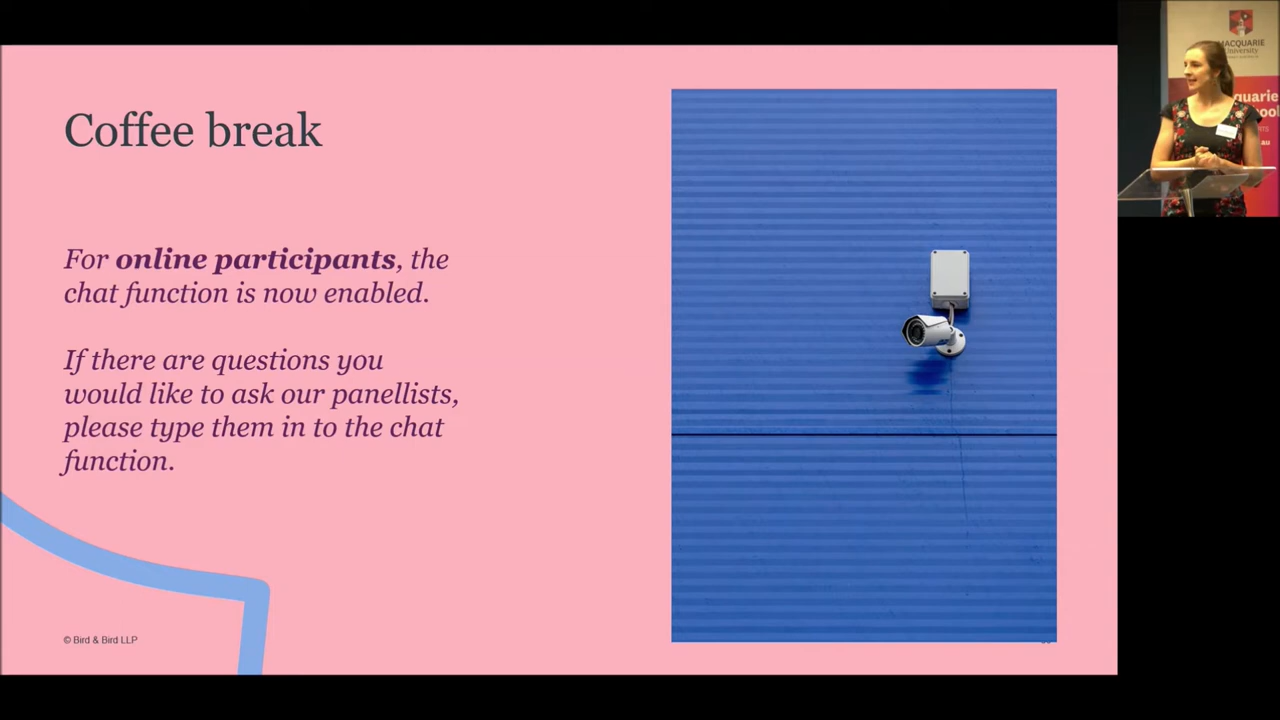 Coffee break
For online participants, the
chat function is now enabled.
If there are questions you
would like to ask our panellists,
please type them in to the chat
function.
© Bird & Bird LLP
MACQUARIE
University
quarie